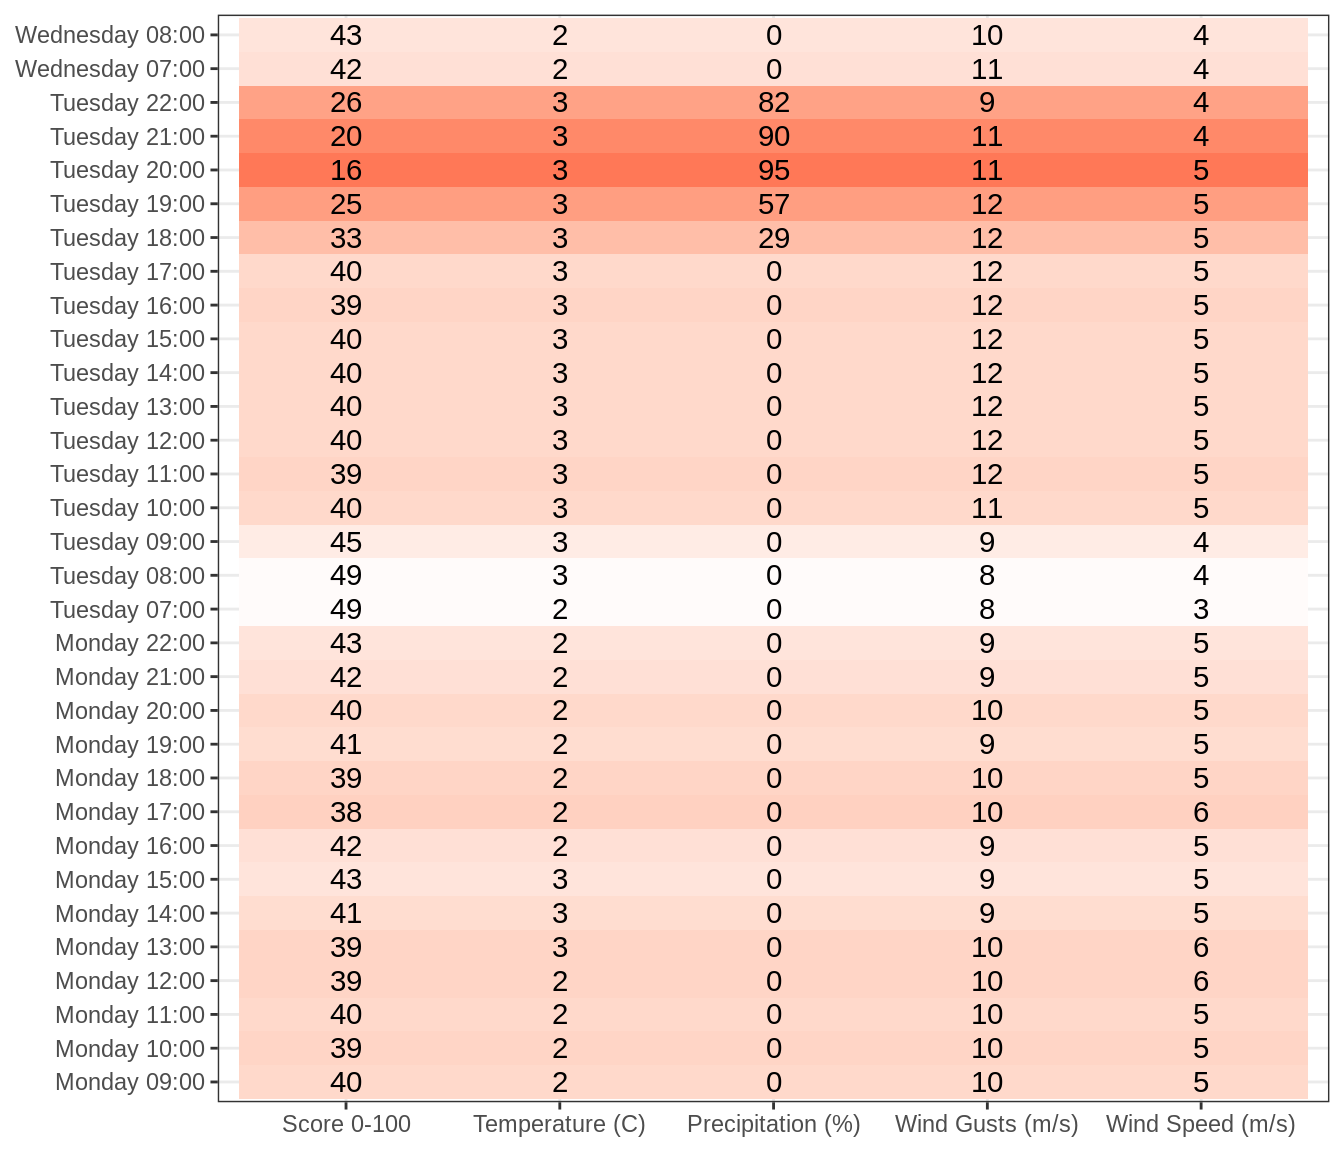 Wednesday 08:00 43 2 0 10 4
Wednesday 07:00 42 2 0 11 4
Tuesday 22:00 26 3 82 9 4
Tuesday 21:00 20 3 90 11 4
Tuesday 20:00 16 3 95 11 5
Tuesday 19:00 25 3 57 12 5
Tuesday 18:00 33 3 29 12 5
Tuesday 17:00 40 3 0 12 5
Tuesday 16:00 39 3 0 12 5
Tuesday 15:00 40 3 0 12 5
Tuesday 14:00 40 3 0 12 5
Tuesday 13:00 40 3 0 12 5
Tuesday 12:00 40 3 0 12 5
Tuesday 11:00 39 3 0 12 5
Tuesday 10:00 40 3 0 11 5
Tuesday 09:00 45 3 0 9 4
Tuesday 08:00 49 3 0 8 4
Tuesday 07:00 49 2 0 8 3
Monday 22:00 43 2 0 9 5
Monday 21:00 42 2 0 9 5
Monday 20:00 40 2 0 10 5
Monday 19:00 41 2 0 9 5
Monday 18:00 39 2 0 10 5
Monday 17:00 38 2 0 10 6
Monday 16:00 42 2 0 9 5
Monday 15:00 43 3 0 9 5
Monday 14:00 41 3 0 9 5
Monday 13:00 39 3 0 10 6
Monday 12:00 39 2 0 10 6
Monday 11:00 40 2 0 10 5
Monday 10:00 39 2 0 10 5
Monday 09:00 40 2 0 10 5
Score 0-100 Temperature (C) Precipitation (%) Wind Gusts (m/s) Wind Speed (m/s)